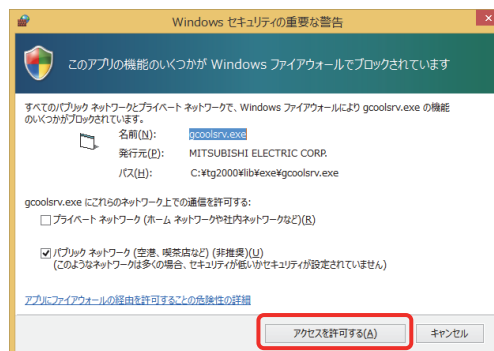 Windows セキュリティの重要な警告
このアプリの機能のいくつかが Windows ファイアウォールでブロックされています
すべてのパブリック ネットワークとプライベート ネットワークで、Windows ファイアウォールにより gcoolsrv.exe の機能
のいくつかがブロックされています。
名前(N): gcoolsrv.exe
発行元(P): MITSUBISHI ELECTRIC CORP.
パス(H): C:¥tg2000¥lib¥exe¥gcoolsrv.exe
gcoolsrv.exe にこれらのネットワーク上での通信を許可する:
プライベート ネットワーク (ホーム ネットワークや社内ネットワークなど)(R)
パブリック ネットワーク (空港、喫茶店など) (非推奨)(U)
(このようなネットワークは多くの場合、セキュリティが低いかセキュリティが設定されていません)
アプリにファイアウォールの経由を許可することの危険性の詳細
アクセスを許可する(A) キャンセル